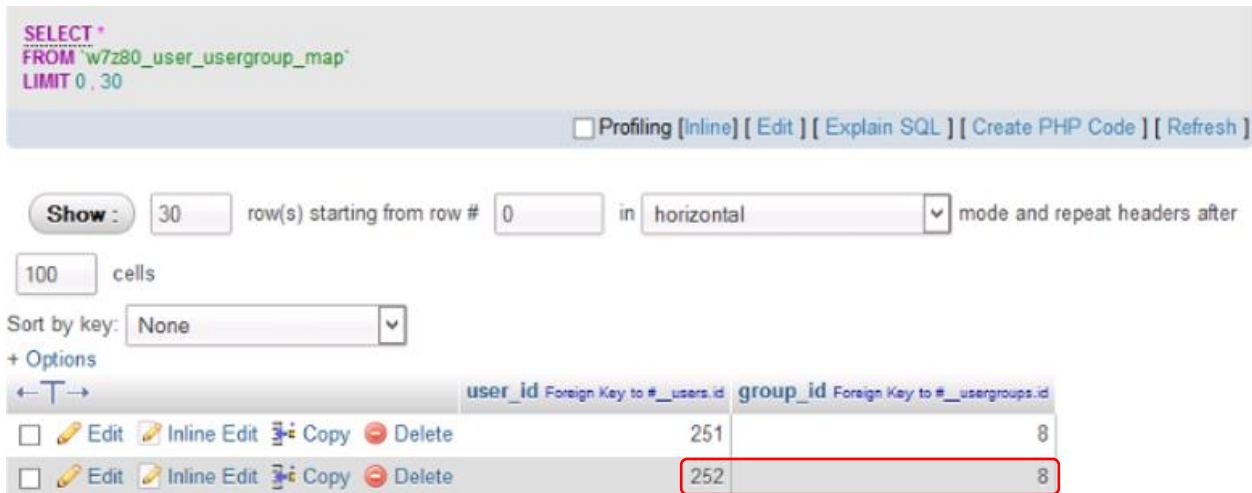 SELECT *
FROM `w7z80_user_usergroup_map`
LIMIT 0 , 30
Profiling [Inline] [ Edit ] [ Explain SQL ] [ Create PHP Code ] [ Refresh ]
Show : 30 row(s) starting from row # 0 in horizontal mode and repeat headers after
100 cells
Sort by key: None
+ Options
←T→ user_id Foreign Key to #__users.id group_id Foreign Key to #__usergroups.id
Edit Inline Edit Copy Delete 251 8
Edit Inline Edit Copy Delete 252 8